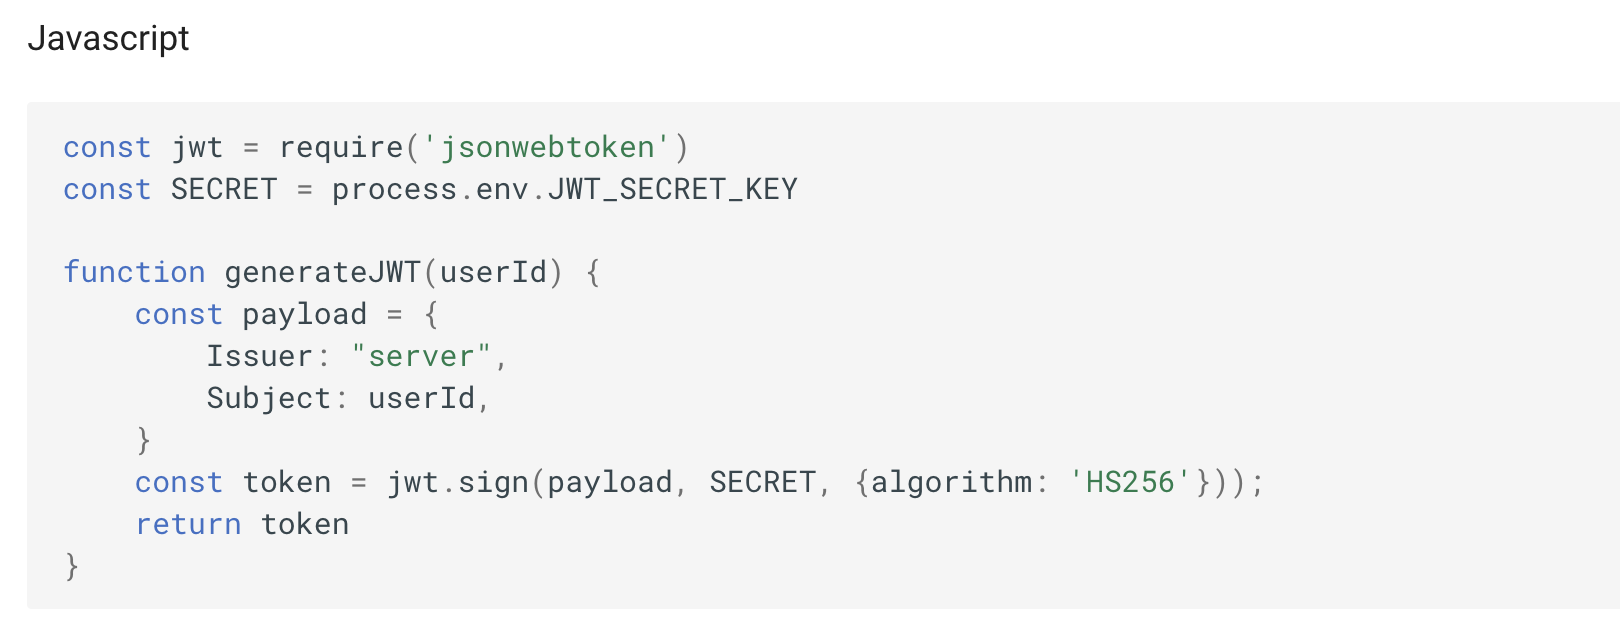 Javascript
const jwt = require('jsonwebtoken')
const SECRET = process.env.JWT_SECRET_KEY
function generateJWT(userId) {
    const payload = {
        Issuer: "server",
        Subject: userId,
    }
    const token = jwt.sign(payload, SECRET, {algorithm: 'HS256'}));
    return token
}